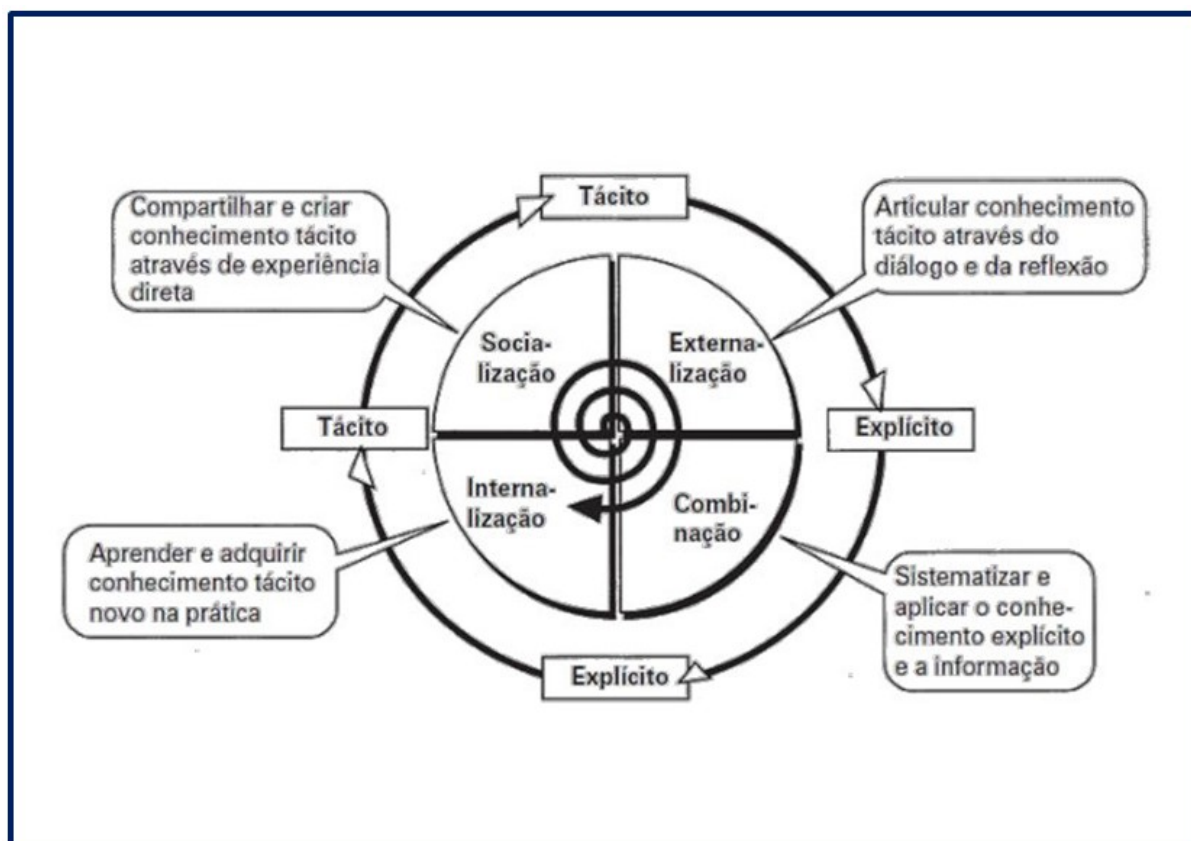 Tácito
Compartilhar e criar
conhecimento tácito
através de experiência
direta
Articular conhecimento
tácito através do
diálogo e da reflexão
Socia-
lização
Externa-
lização
Tácito
Explícito
Interna-
lização
Combi-
nação
Aprender e adquirir
conhecimento tácito
novo na prática
Sistematizar e
aplicar o conhe-
cimento explícito
e a informação
Explícito